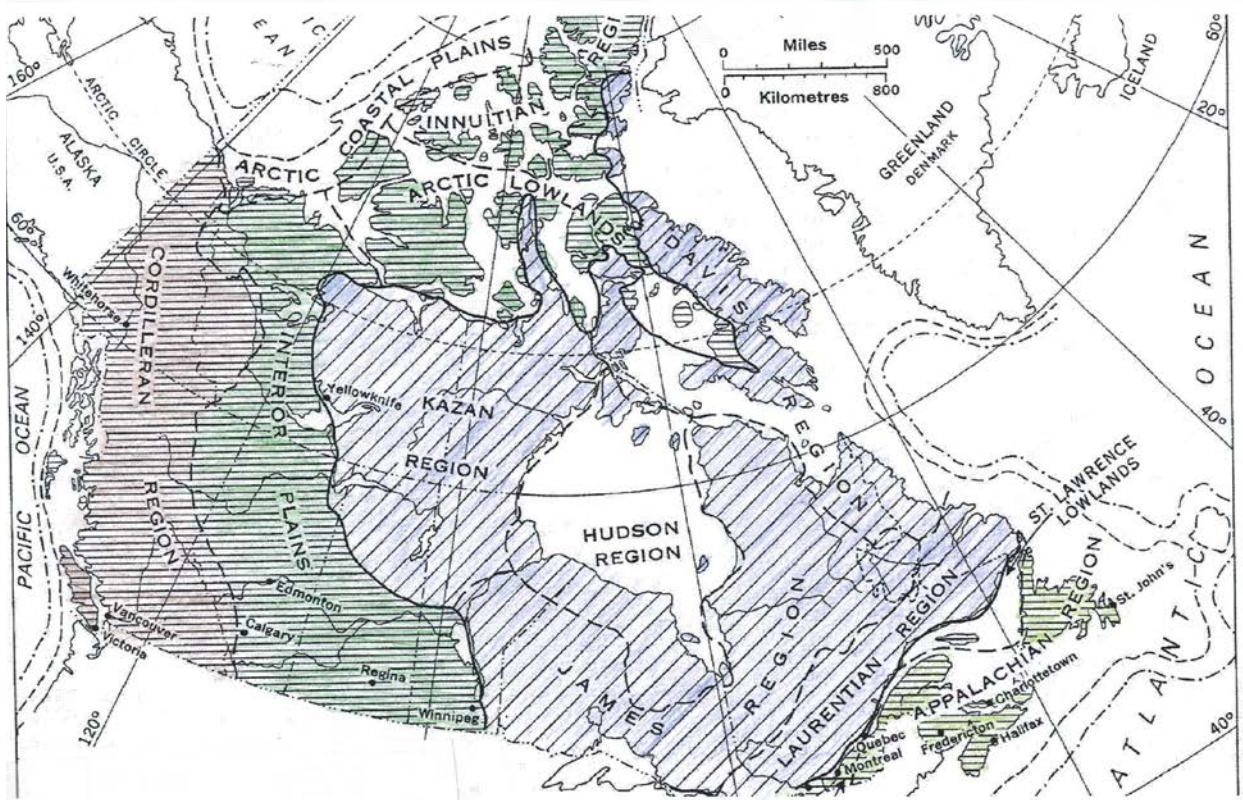 160°
ARCTIC
CIRCLE
ALASKA
U.S.A.
60°
EAN
IC
ARCTIC
COASTAL PLAINS
INNUITIAN
REGI
ARCTIC LOWLANDS
0 Miles 500
0 Kilometres 800
GREENLAND
DENMARK
ICELAND
60°
20°
OCEAN
40°
DAVIS
REGION
CORDILLERAN
REGION
Whitehorse
140°
PACIFIC OCEAN
INTERIOR
PLAINS
Yellowknife
KAZAN
REGION
HUDSON
REGION
JAMES
REGION
LAURENTIAN
REGION
ST. LAWRENCE
LOWLANDS
APPALACHIAN
REGION
St. John's
Charlottetown
Fredericton
Halifax
Quebec
Montreal
Edmonton
Calgary
Regina
Winnipeg
Vancouver
Victoria
120°
ATLANTIC
40°